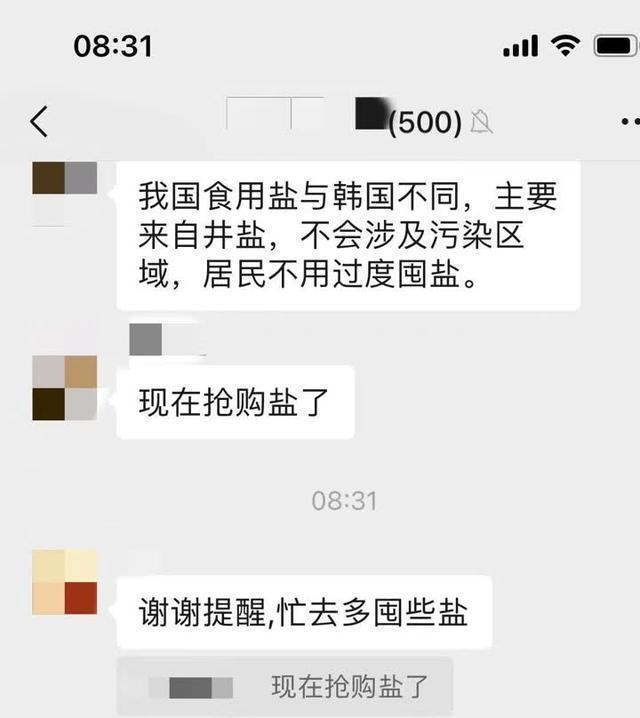 08:31
(500)
我国食用盐与韩国不同，主要
来自井盐，不会涉及污染区
域，居民不用过度囤盐。
现在抢购盐了
08:31
谢谢提醒,忙去多囤些盐
现在抢购盐了